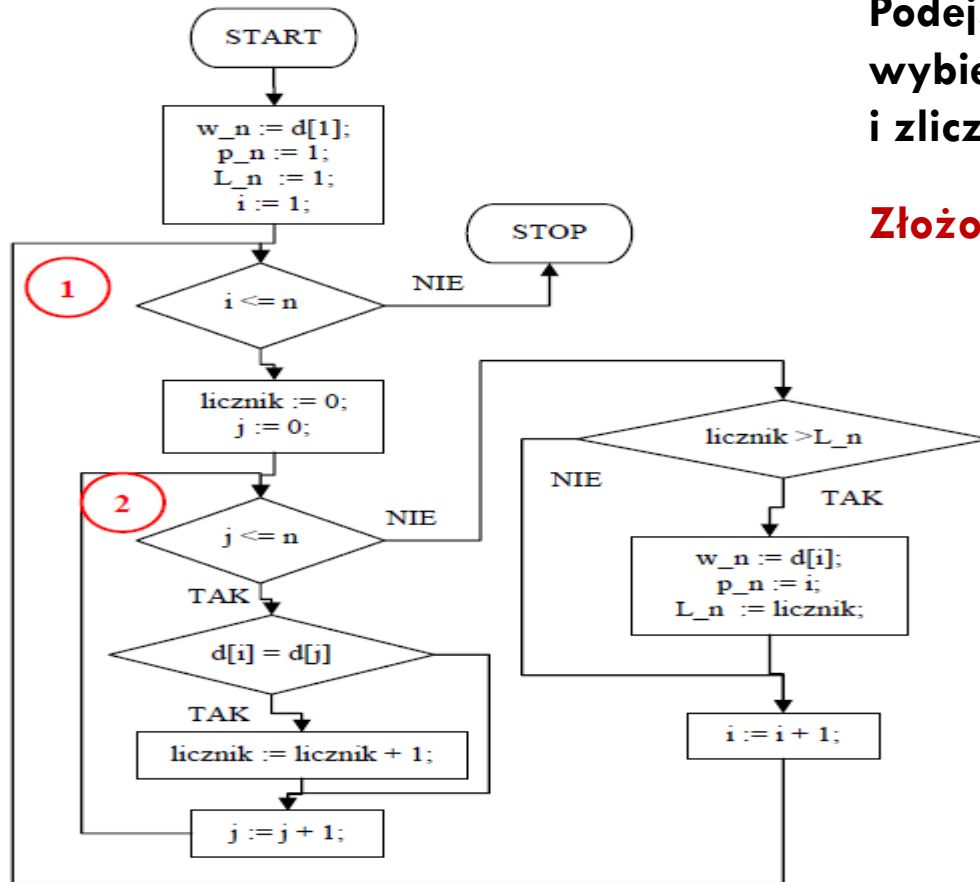 START
w_n := d[1];
p_n := 1;
L_n := 1;
i := 1;
STOP
1
i <= n
NIE
licznik := 0;
j := 0;
2
j <= n
NIE
TAK
d[i] = d[j]
TAK
licznik := licznik + 1;
j := j + 1;
licznik >L_n
NIE
TAK
w_n := d[i];
p_n := i;
L_n := licznik;
i := i + 1;
Podej
wybie
i zlicz
Złożo